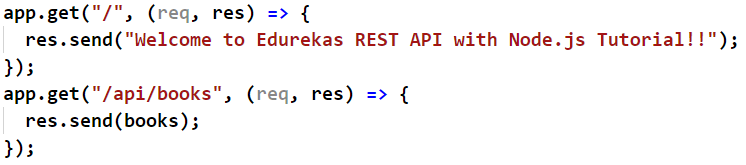 app.get("/", (req, res) => {
  res.send("Welcome to Edurekas REST API with Node.js Tutorial!!");
});
app.get("/api/books", (req, res) => {
  res.send(books);
});